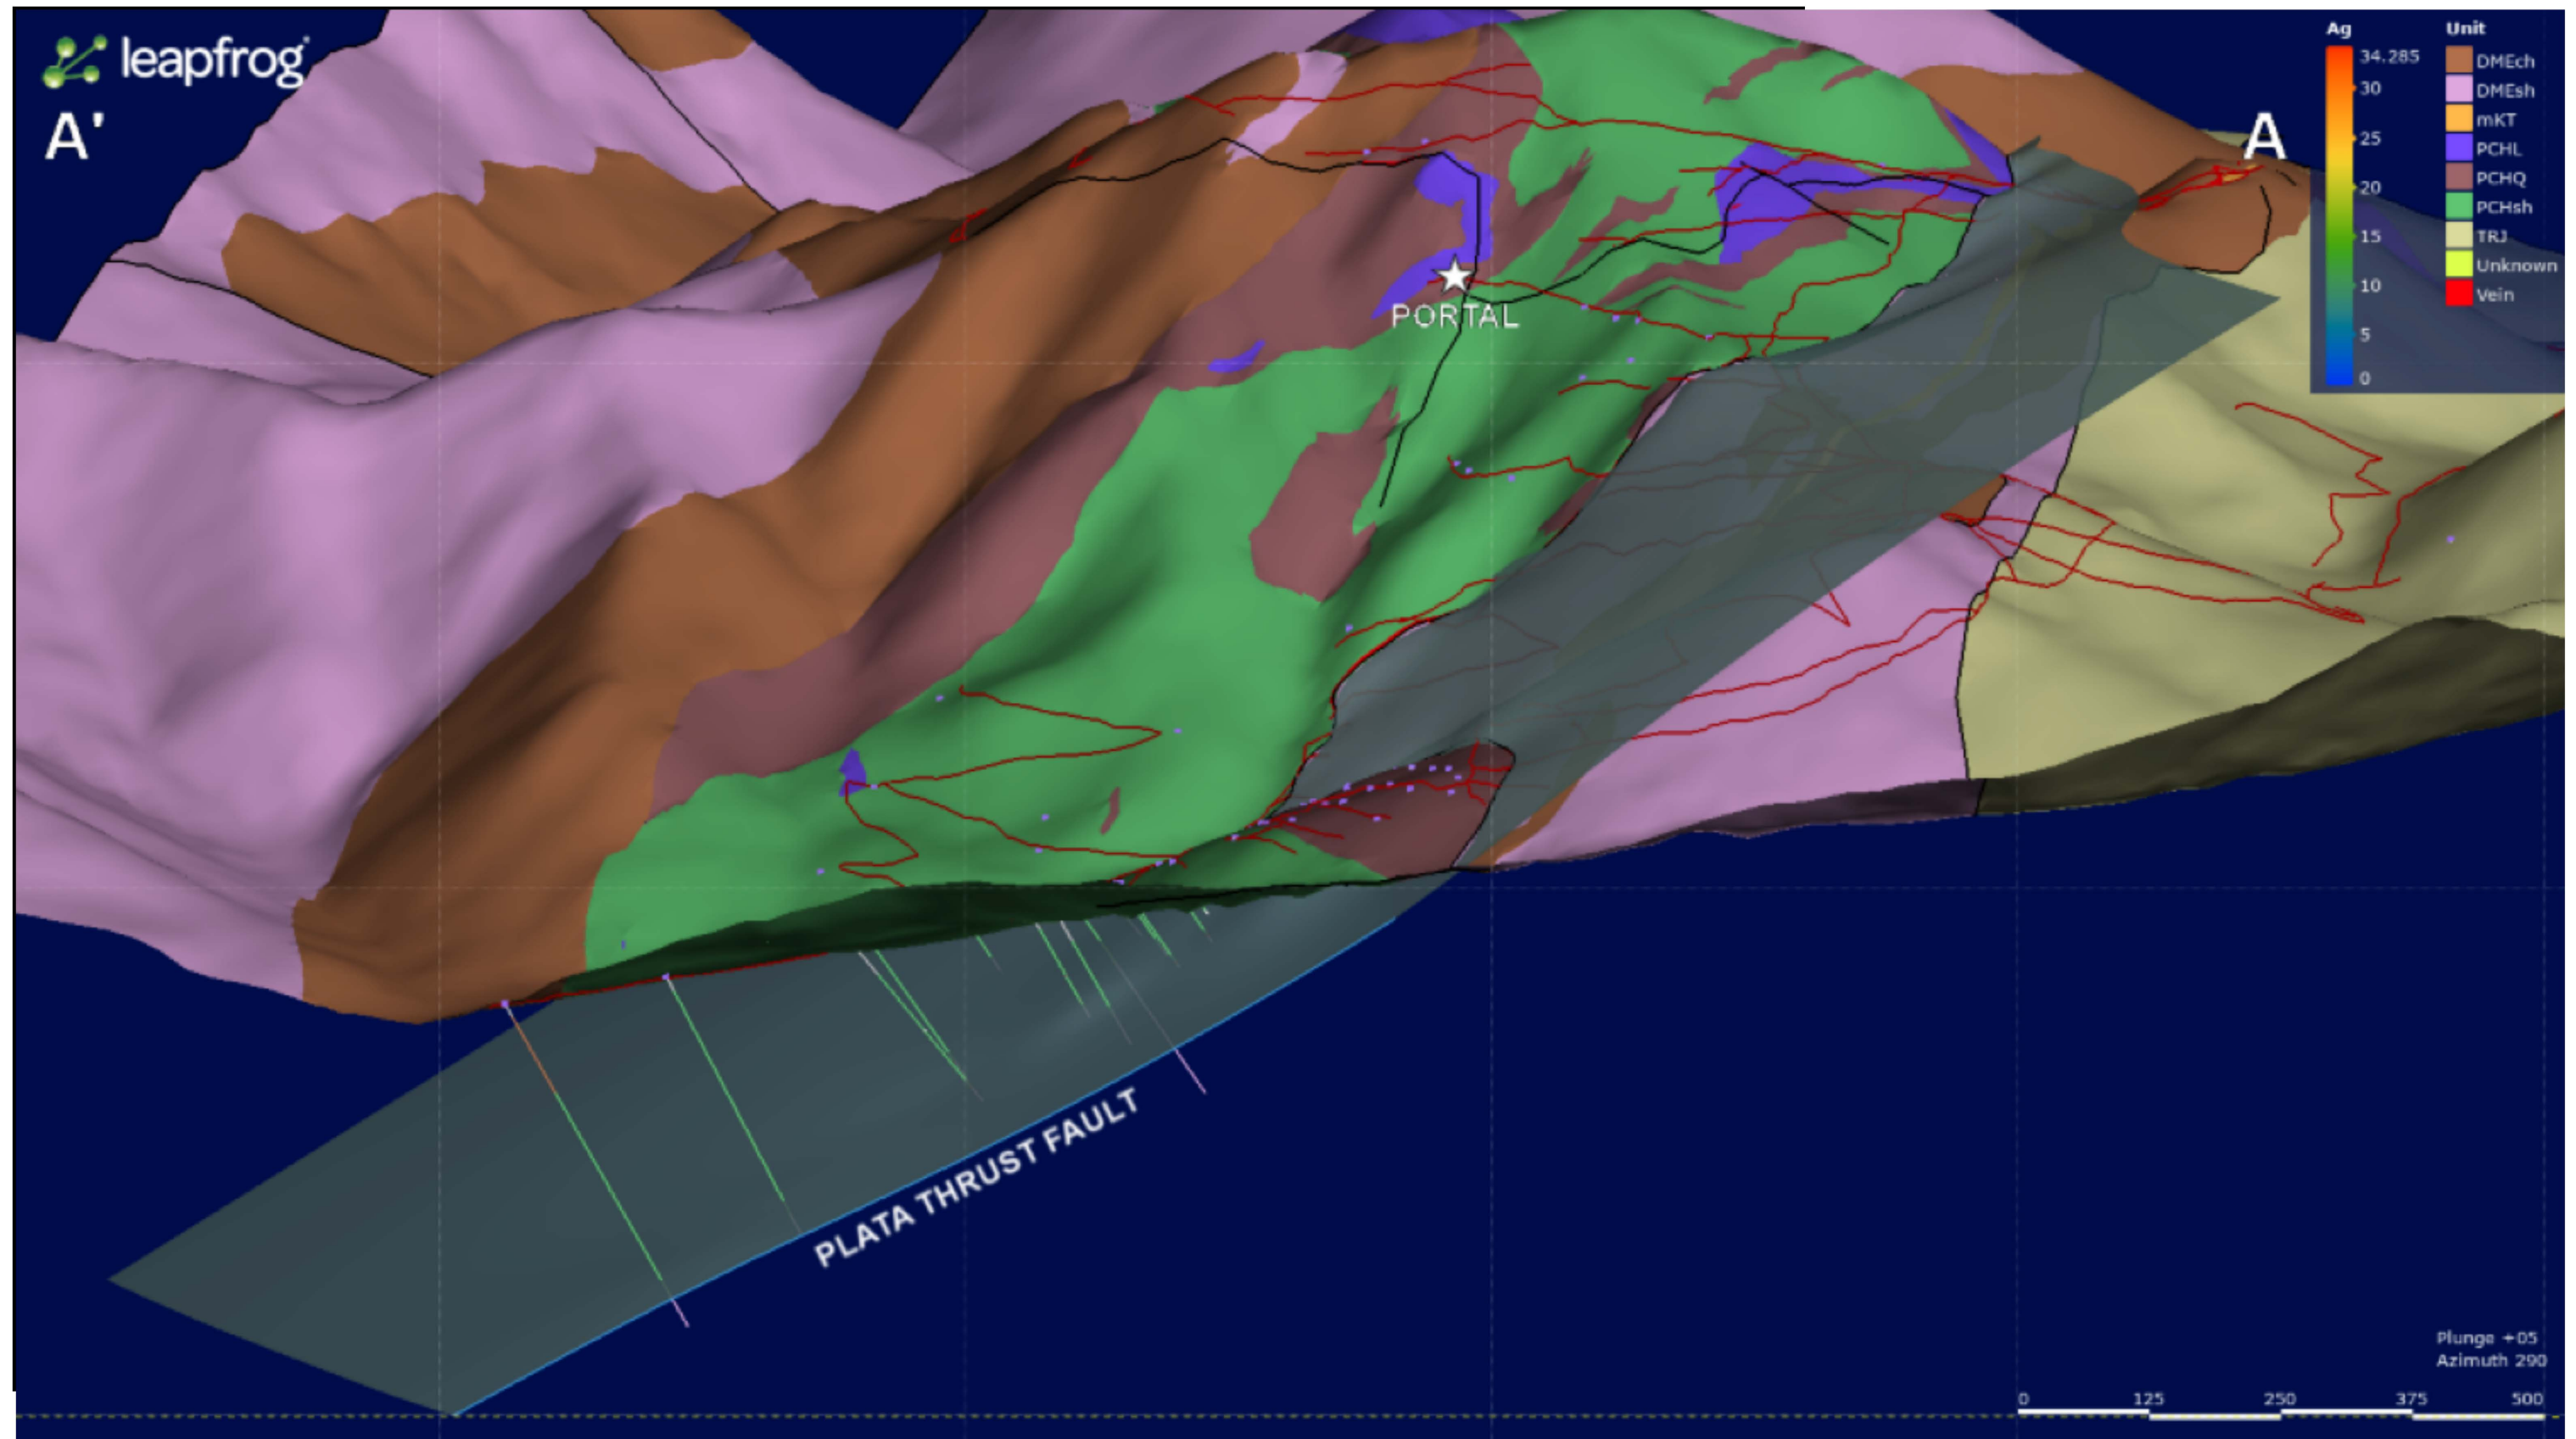 leapfrog
A'
A
Ag
34.285
30
25
20
15
10
5
0
Unit
DMEch
DMEsh
mKT
PCHL
PCHQ
PCHsh
TRJ
Unknown
Vein
PORTAL
PLATA THRUST FAULT
Plunge +05
Azimuth 290
0 125 250 375 500